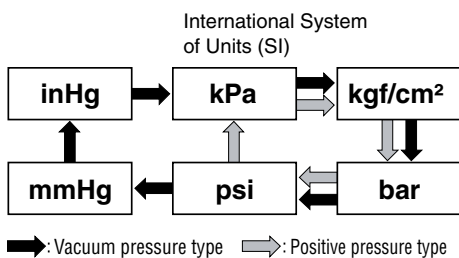 International System
of Units (SI)
inHg
kPa
kgf/cm²
mmHg
psi
bar
: Vacuum pressure type
: Positive pressure type